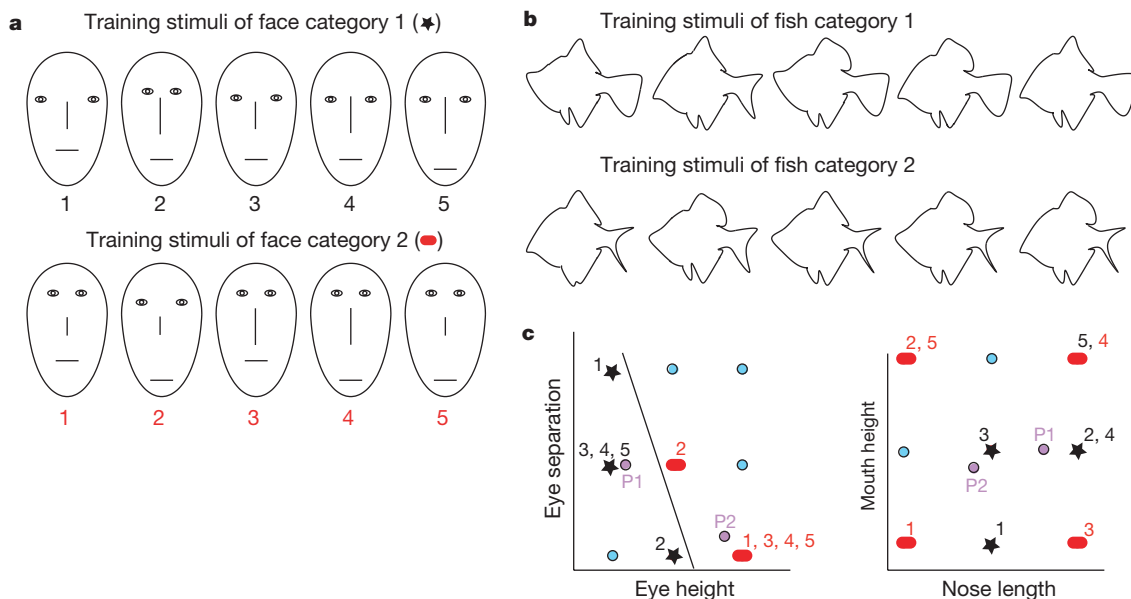 a
Training stimuli of face category 1 (★)
1 2 3 4 5
Training stimuli of face category 2 ( )
1 2 3 4 5
b
Training stimuli of fish category 1
Training stimuli of fish category 2
c
Eye separation
1
3, 4, 5
P1
2
2
P2
1, 3, 4, 5
Eye height
Mouth height
2, 5
5, 4
3
P1
2, 4
P2
1
1
3
Nose length